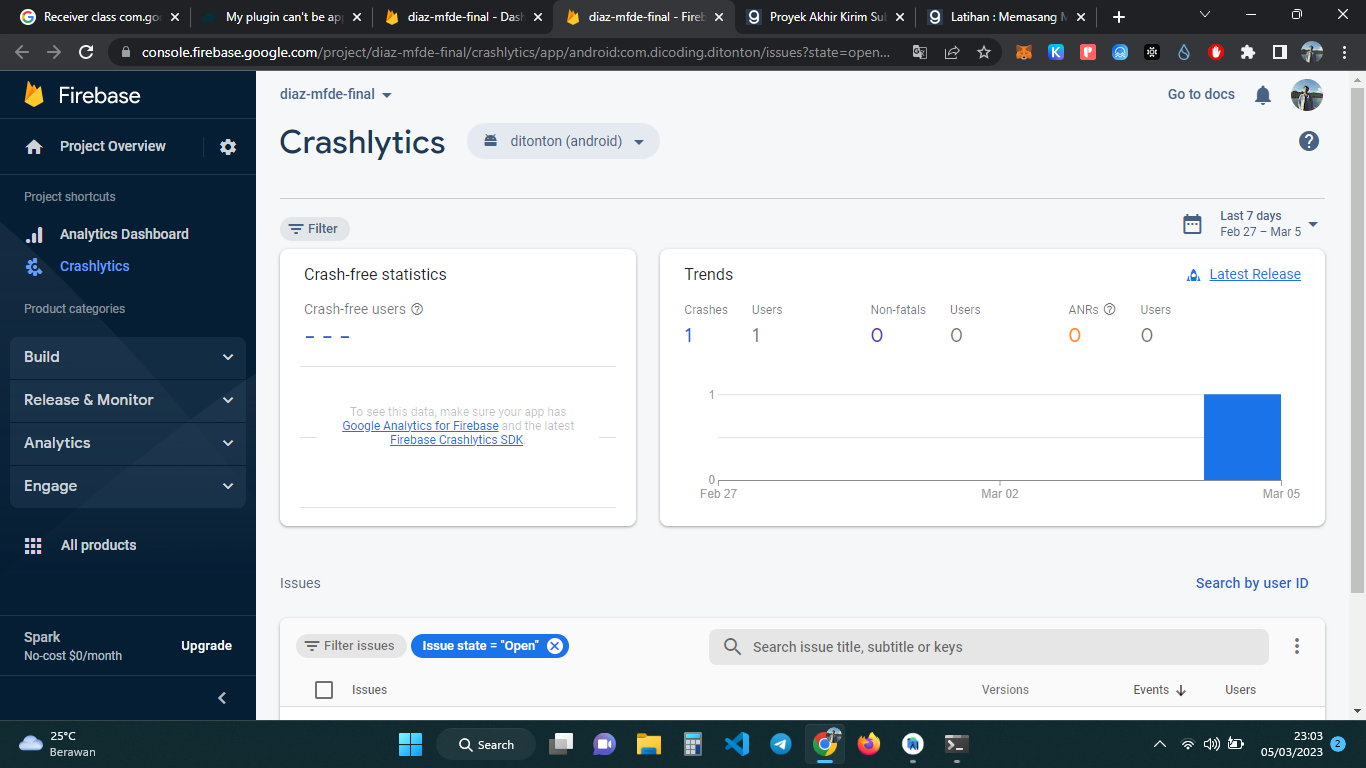 Receiver class com.goo
My plugin can't be app
diaz-mfde-final - Dash
diaz-mfde-final - Fireb
Proyek Akhir Kirim Sub
Latihan : Memasang M
console.firebase.google.com/project/diaz-mfde-final/crashlytics/app/android:com.dicoding.ditonton/issues?state=open...
Firebase
Project Overview
Project shortcuts
Analytics Dashboard
Crashlytics
Product categories
Build
Release & Monitor
Analytics
Engage
All products
Spark
No-cost $0/month
Upgrade
diaz-mfde-final
Go to docs
Crashlytics
ditonton (android)
Filter
Last 7 days
Feb 27 – Mar 5
Crash-free statistics
Crash-free users
– – –
To see this data, make sure your app has
Google Analytics for Firebase and the latest
Firebase Crashlytics SDK
Trends
Latest Release
Crashes Users Non-fatals Users ANRs Users
1 1 0 0 0 0
1
0
Feb 27 Mar 02 Mar 05
Issues
Search by user ID
Filter issues
Issue state = "Open"
Search issue title, subtitle or keys
Issues Versions Events Users
25°C
Berawan
Search
23:03
05/03/2023
2